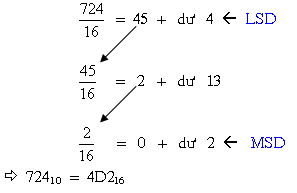 724/16 = 45 + dư 4 ← LSD
45/16 = 2 + dư 13
2/16 = 0 + dư 2 ← MSD
⇨ 724₁₀ = 4D2₁₆